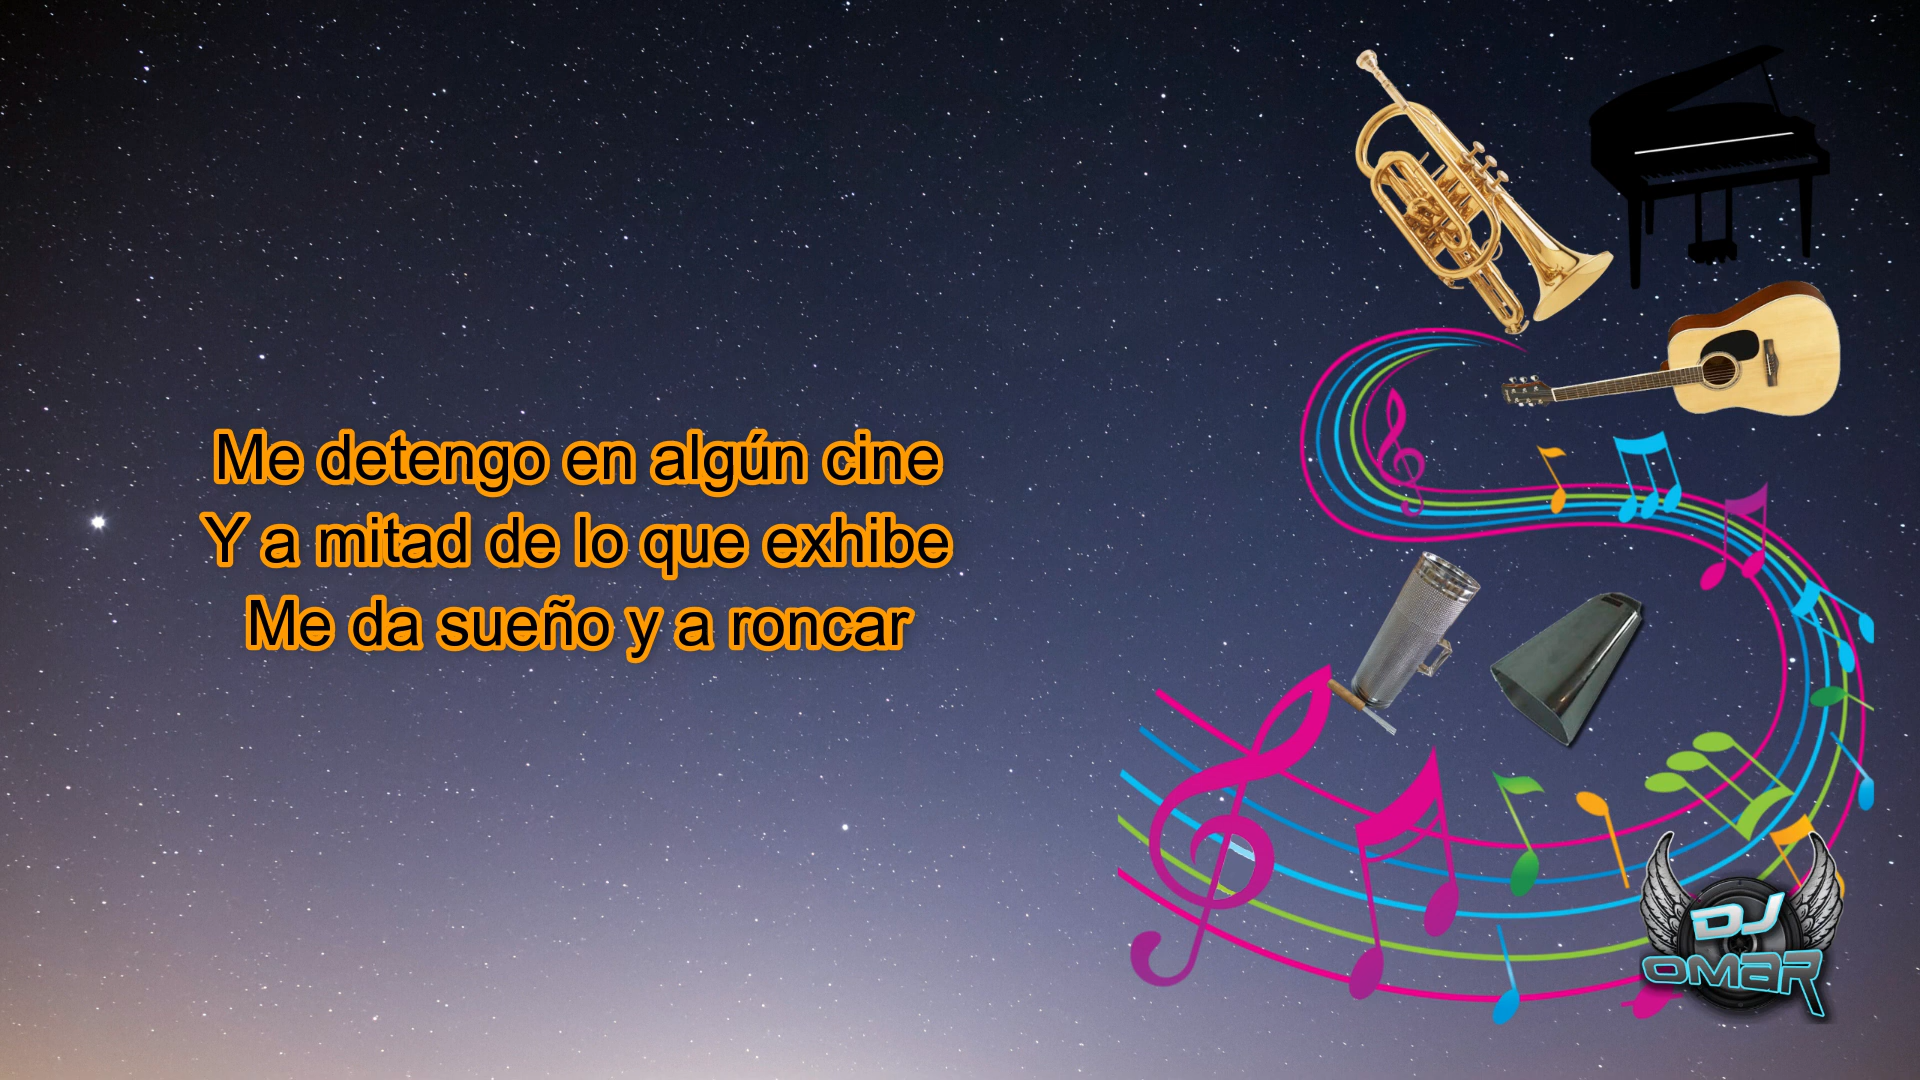 Me detengo en algún cine
Y a mitad de lo que exhibe
Me da sueño y a roncar
DJ
OMAR